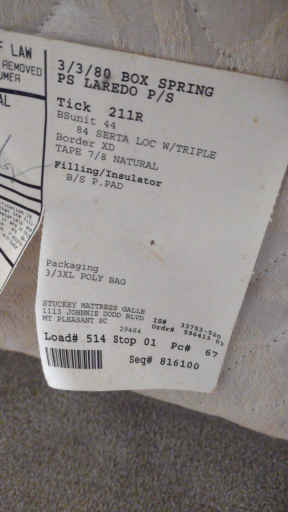 F LAW
REMOVED
UMER
AL
3/3/80 BOX SPRING
PS LAREDO P/S
Tick 211R
BSunit 44
84 SERTA LOC W/TRIPLE
Border XD
TAPE 7/8 NATURAL
Filling/Insulator
B/S P.PAD
Packaging
3/3XL POLY BAG
STUCKEY MATTRESS GALLE
1113 JOHNNIE DODD BLVD
MT PLEASANT SC
29464
ID#
Ordr#
Load# 514 Stop 01 Pc# 67
Seq# 816100